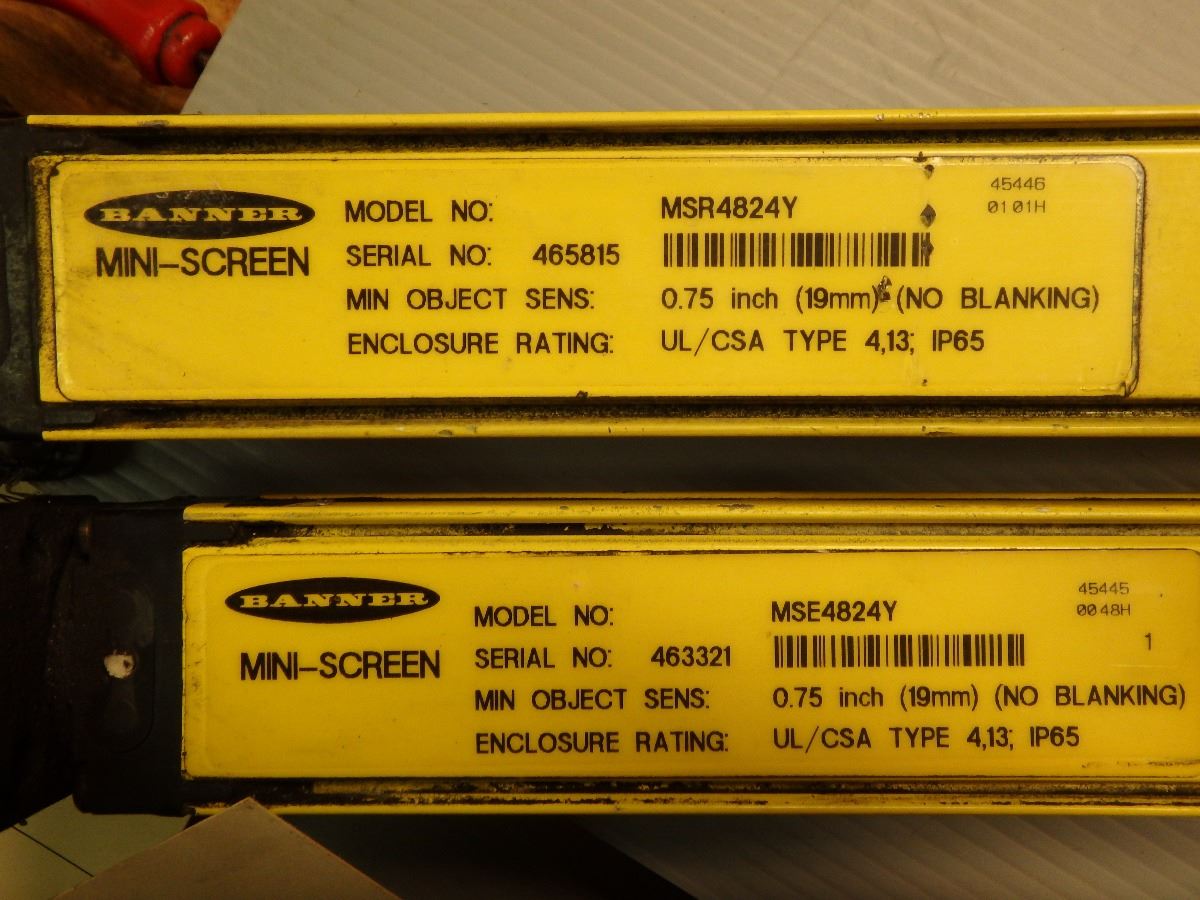 BANNER
MINI-SCREEN
MODEL NO: MSR4824Y
SERIAL NO: 465815
MIN OBJECT SENS: 0.75 inch (19mm) (NO BLANKING)
ENCLOSURE RATING: UL/CSA TYPE 4,13; IP65
45446
0101H
BANNER
MINI-SCREEN
MODEL NO: MSE4824Y
SERIAL NO: 463321
MIN OBJECT SENS: 0.75 inch (19mm) (NO BLANKING)
ENCLOSURE RATING: UL/CSA TYPE 4,13; IP65
45445
0048H
1